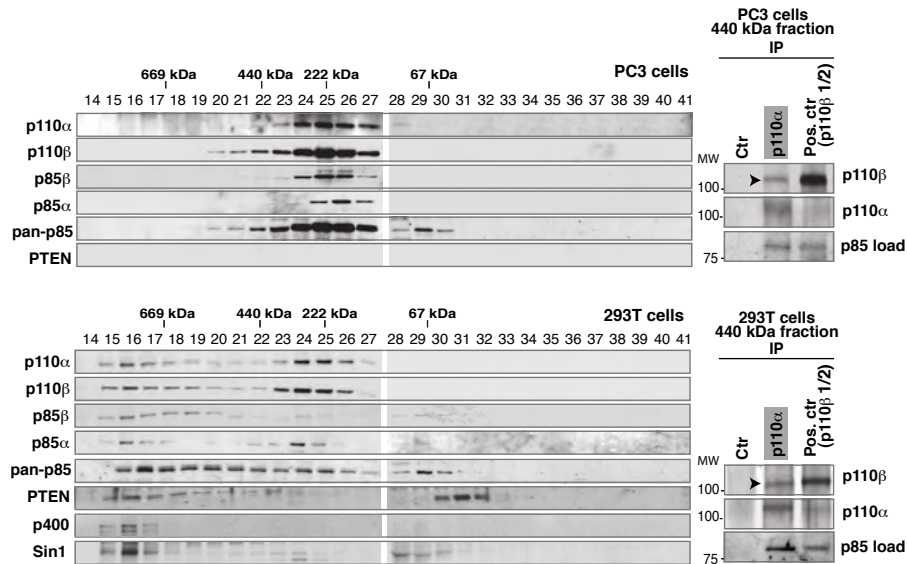 PC3 cells
440 kDa fraction
IP
669 kDa 440 kDa 222 kDa 67 kDa PC3 cells
14 15 16 17 18 19 20 21 22 23 24 25 26 27 28 29 30 31 32 33 34 35 36 37 38 39 40 41
Ctr p110α Pos. ctr (p110β 1/2)
p110α
p110β
p85β
p85α
pan-p85
PTEN
MW
100 p110β
100 p110α
75 p85 load
669 kDa 440 kDa 222 kDa 67 kDa 293T cells
14 15 16 17 18 19 20 21 22 23 24 25 26 27 28 29 30 31 32 33 34 35 36 37 38 39 40 41
293T cells
440 kDa fraction
IP
Ctr p110α Pos. ctr (p110β 1/2)
p110α
p110β
p85β
p85α
pan-p85
PTEN
p400
Sin1
MW
100 p110β
100 p110α
75 p85 load